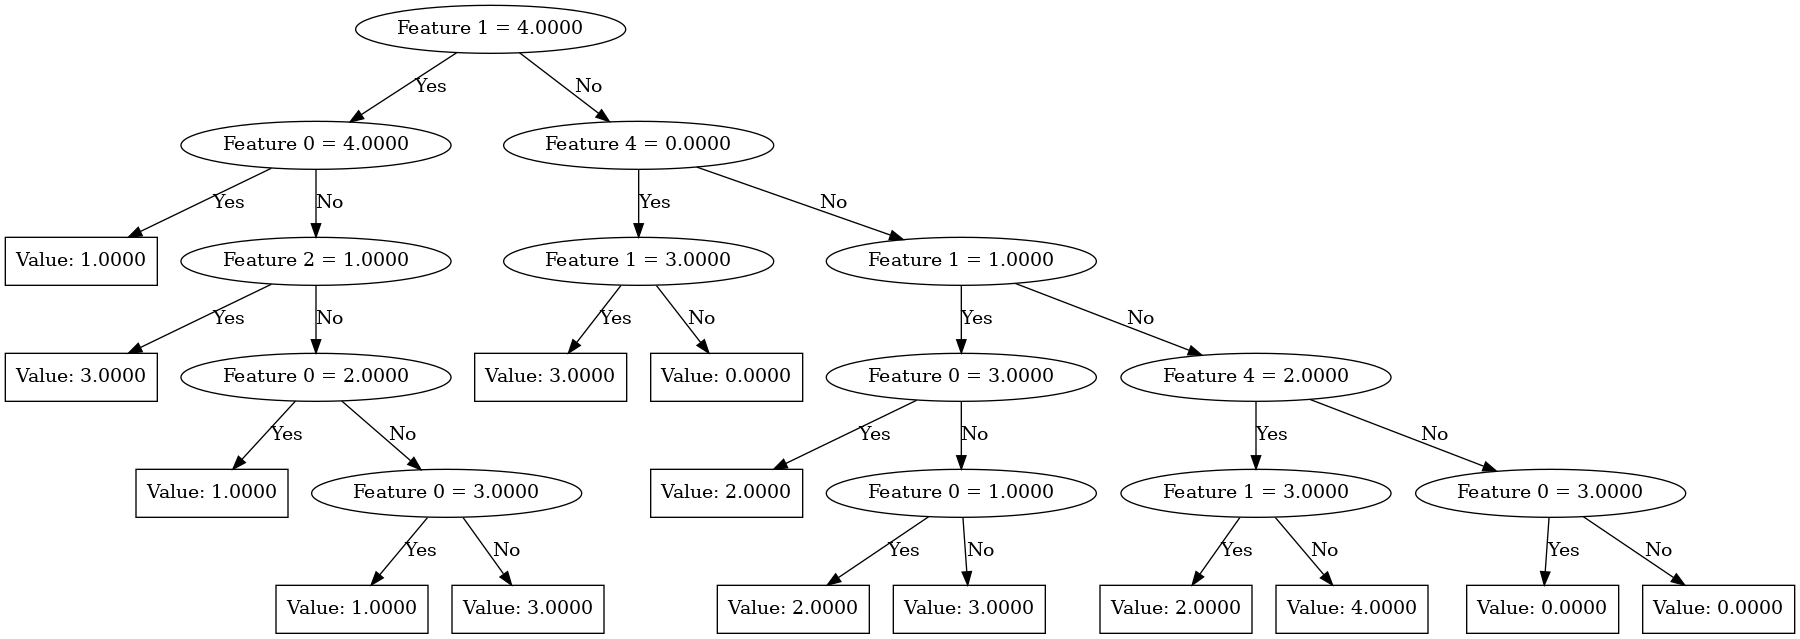 Feature 1 = 4.0000
Yes
No
Feature 0 = 4.0000
Feature 4 = 0.0000
Yes
No
Yes
No
Value: 1.0000
Feature 2 = 1.0000
Feature 1 = 3.0000
Feature 1 = 1.0000
Yes
No
Yes
No
Yes
No
Value: 3.0000
Feature 0 = 2.0000
Value: 3.0000
Value: 0.0000
Feature 0 = 3.0000
Feature 4 = 2.0000
Yes
No
Yes
No
Yes
No
Value: 1.0000
Feature 0 = 3.0000
Value: 2.0000
Feature 0 = 1.0000
Feature 1 = 3.0000
Feature 0 = 3.0000
Yes
No
Yes
No
Yes
No
Yes
No
Value: 1.0000
Value: 3.0000
Value: 2.0000
Value: 3.0000
Value: 2.0000
Value: 4.0000
Value: 0.0000
Value: 0.0000